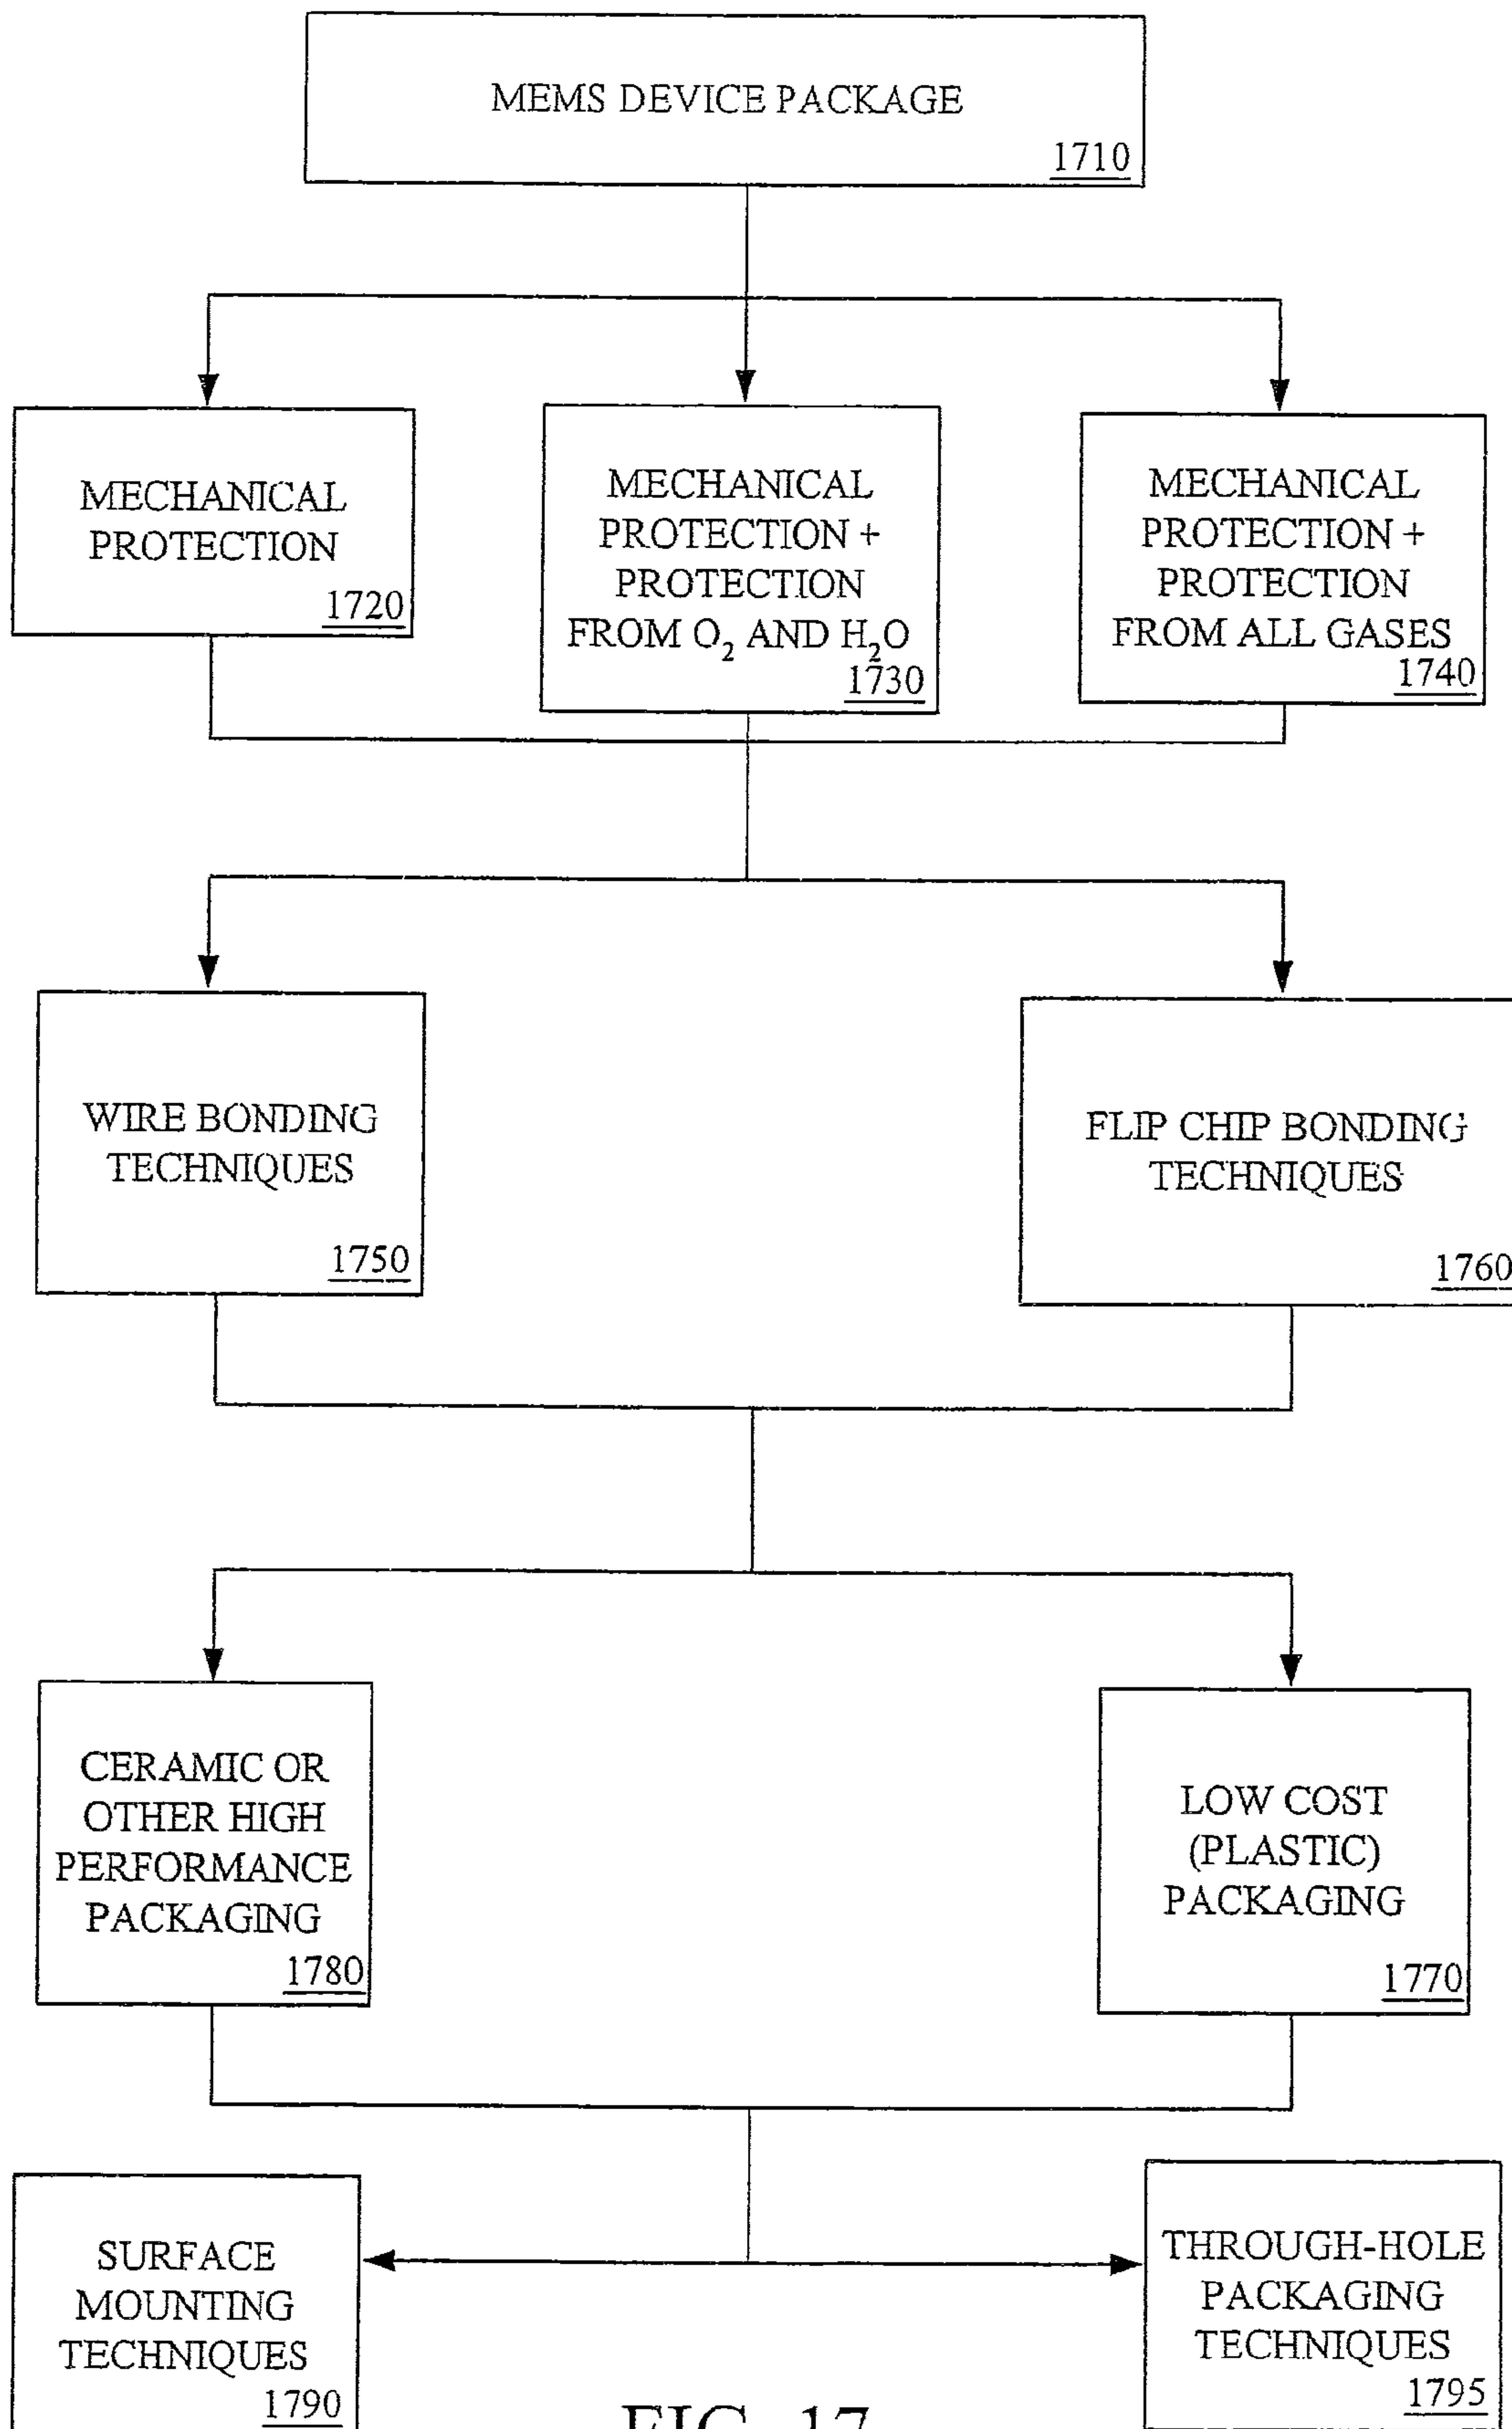 MEMS DEVICE PACKAGE
1710
MECHANICAL
PROTECTION
1720
MECHANICAL
PROTECTION +
PROTECTION
FROM O₂ AND H₂O
1730
MECHANICAL
PROTECTION +
PROTECTION
FROM ALL GASES
1740
WIRE BONDING
TECHNIQUES
1750
FLIP CHIP BONDING
TECHNIQUES
1760
CERAMIC OR
OTHER HIGH
PERFORMANCE
PACKAGING
1780
LOW COST
(PLASTIC)
PACKAGING
1770
SURFACE
MOUNTING
TECHNIQUES
1790
THROUGH-HOLE
PACKAGING
TECHNIQUES
1795
FIG. 17